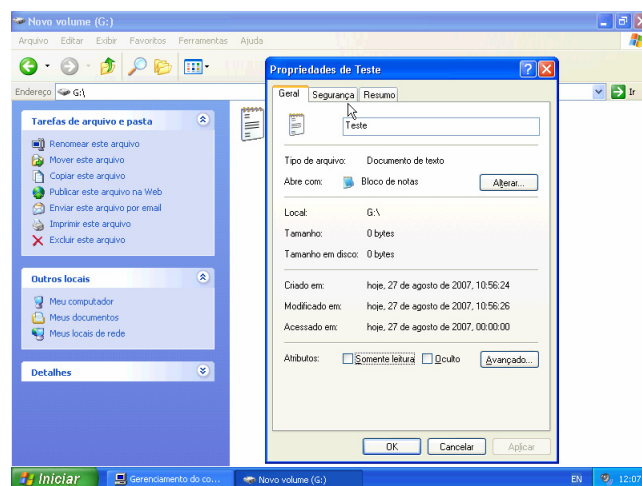 Novo volume (G:)
Arquivo Editar Exibir Favoritos Ferramentas Ajuda
Endereço G:\ Ir
Tarefas de arquivo e pasta
Renomear este arquivo
Mover este arquivo
Copiar este arquivo
Publicar este arquivo na Web
Enviar este arquivo por email
Imprimir este arquivo
Excluir este arquivo
Outros locais
Meu computador
Meus documentos
Meus locais de rede
Detalhes
Propriedades de Teste
Geral Segurança Resumo
Teste
Tipo de arquivo: Documento de texto
Abre com: Bloco de notas Alterar...
Local: G:\
Tamanho: 0 bytes
Tamanho em disco: 0 bytes
Criado em: hoje, 27 de agosto de 2007, 10:56:24
Modificado em: hoje, 27 de agosto de 2007, 10:56:26
Acessado em: hoje, 27 de agosto de 2007, 00:00:00
Atributos: Somente leitura Oculto Avançado...
OK Cancelar Aplicar
Iniciar Gerenciamento do co... Novo volume (G:) EN 12:07